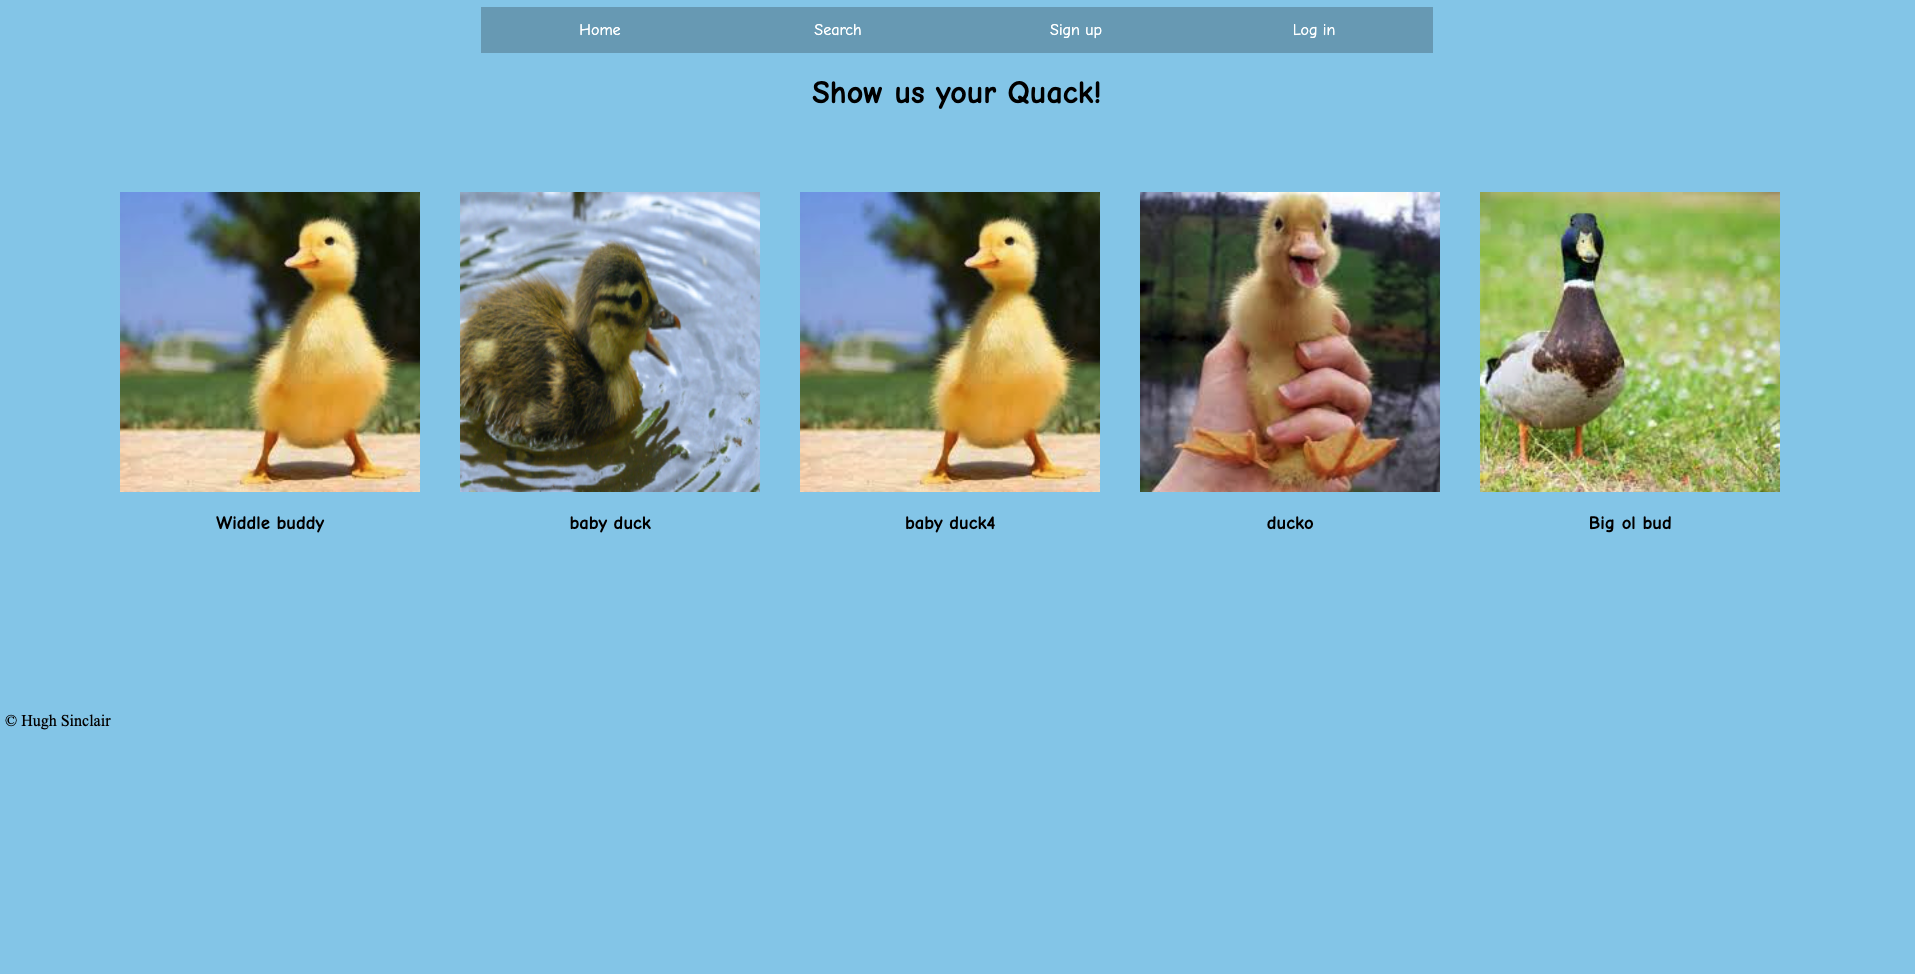 Home Search Sign up Log in
Show us your Quack!
Widdle buddy baby duck baby duck4 ducko Big ol bud
© Hugh Sinclair